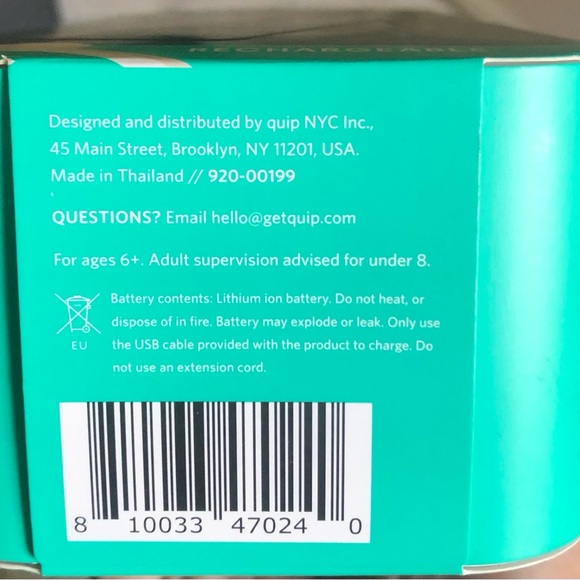 RECHARGEABLE
Designed and distributed by quip NYC Inc.,
45 Main Street, Brooklyn, NY 11201, USA.
Made in Thailand // 920-00199
QUESTIONS? Email hello@getquip.com
For ages 6+. Adult supervision advised for under 8.
Battery contents: Lithium ion battery. Do not heat, or
dispose of in fire. Battery may explode or leak. Only use
EU the USB cable provided with the product to charge. Do
not use an extension cord.
8 10033 47024 0